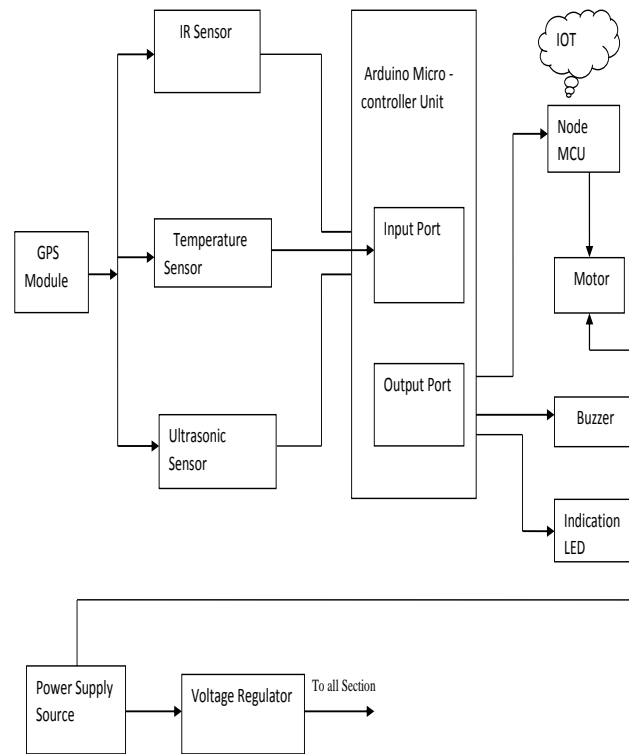 IR Sensor
IOT
Arduino Micro -
controller Unit
Node
MCU
GPS
Module
Temperature
Sensor
Input Port
Motor
Output Port
Buzzer
Ultrasonic
Sensor
Indication
LED
Power Supply
Source
Voltage Regulator
To all Section